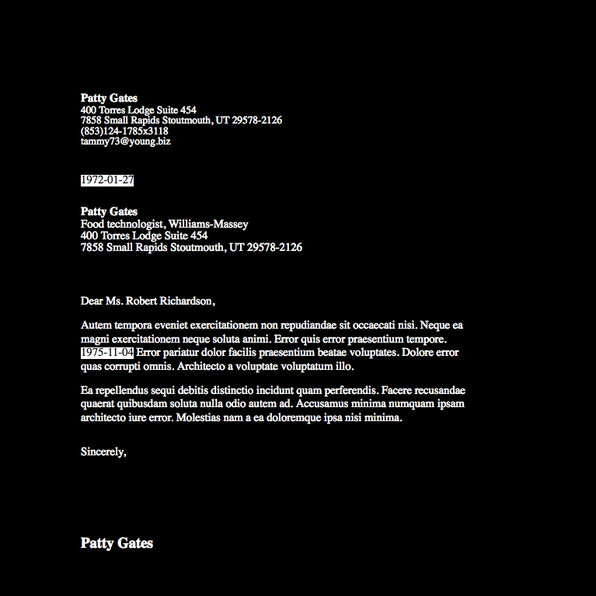 Patty Gates
400 Torres Lodge Suite 454
7858 Small Rapids Stoutmouth, UT 29578-2126
(853)124-1785x3118
tammy73@young.biz
1972-01-27
Patty Gates
Food technologist, Williams-Massey
400 Torres Lodge Suite 454
7858 Small Rapids Stoutmouth, UT 29578-2126
Dear Ms. Robert Richardson,
Autem tempora eveniet exercitationem non repudiandae sit occaecati nisi. Neque ea
magni exercitationem neque soluta animi. Error quis error praesentium tempore.
1975-11-04 Error pariatur dolor facilis praesentium beatae voluptates. Dolore error
quas corrupti omnis. Architecto a voluptate voluptatum illo.
Ea repellendus sequi debitis distinctio incidunt quam perferendis. Facere recusandae
quaerat quibusdam soluta nulla odio autem ad. Accusamus minima numquam ipsam
architecto iure error. Molestias nam a ea doloremque ipsa nisi minima.
Sincerely,
Patty Gates